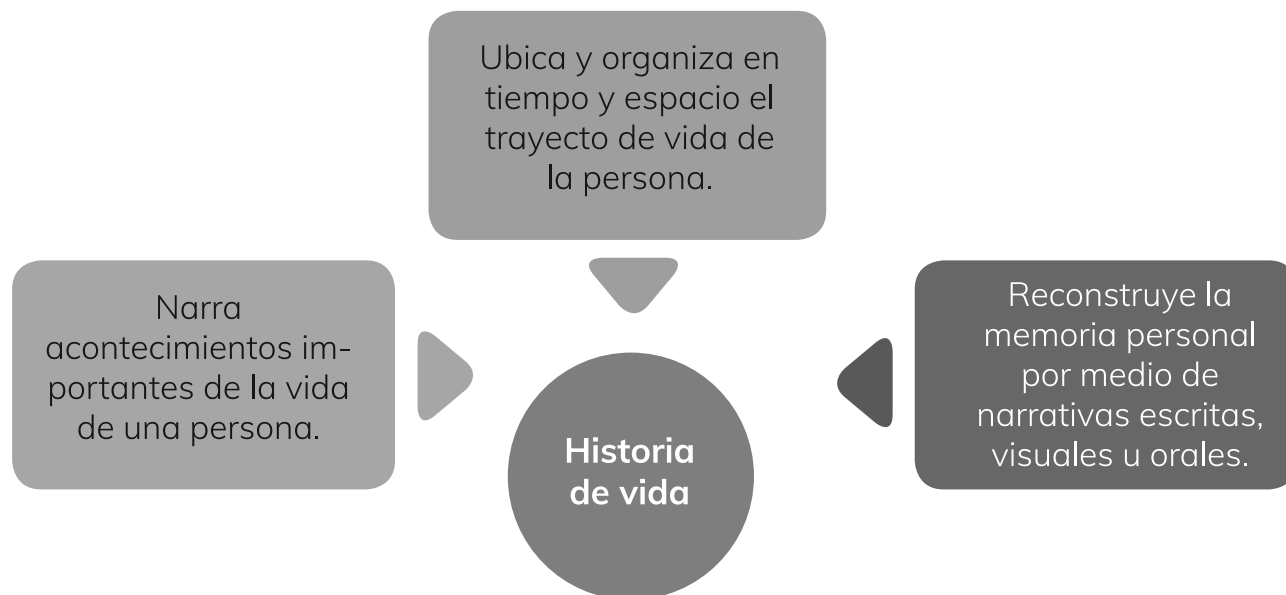 Ubica y organiza en
tiempo y espacio el
trayecto de vida de
la persona.
Narra
acontecimientos im-
portantes de la vida
de una persona.
Reconstruye la
memoria personal
por medio de
narrativas escritas,
visuales u orales.
Historia
de vida